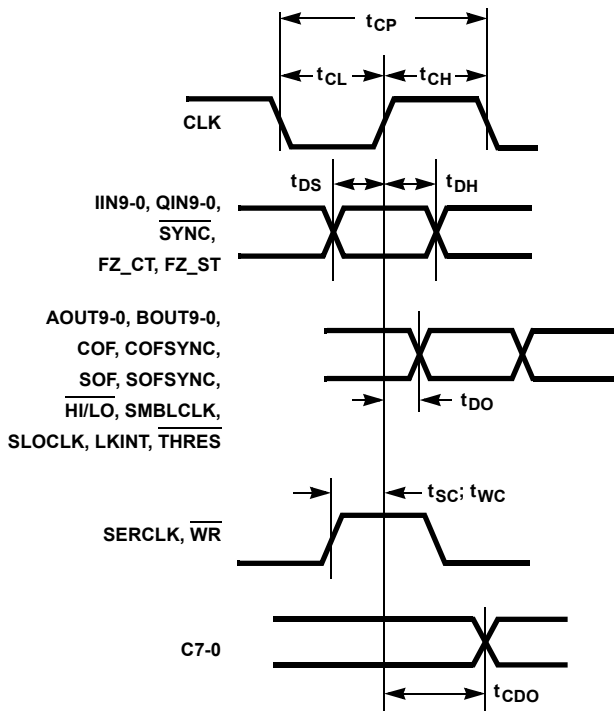 tCP
tCL
tCH
CLK
tDS
tDH
IIN9-0, QIN9-0,
SYNC,
FZ_CT, FZ_ST
AOUT9-0, BOUT9-0,
COF, COFSYNC,
SOF, SOFSYNC,
HI/LO, SMBLCLK,
SLOCLK, LKINT, THRES
tDO
tSC; tWC
SERCLK, WR
C7-0
tCDO